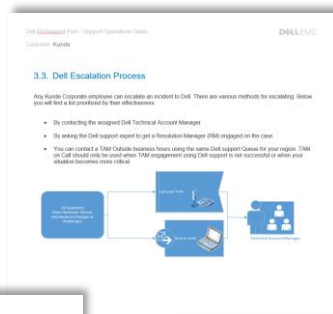 Dell ProSupport Plus – Support Operations Guide
DELLEMC
Customer: Kunde
3.3. Dell Escalation Process
Any Kunde Corporate employee can escalate an incident to Dell. There are various methods for escalating. Below
you will find a list prioritized by their effectiveness:
• By contacting the assigned Dell Technical Account Manager.
• By asking the Dell support expert to get a Resolution Manager (RM) engaged on the case.
• You can contact a TAM Outside business hours using the same Dell support Queue for your region. TAM
on Call should only be used when TAM engagement using Dell support is not successful or when your
situation becomes more critical.
Technical Account Manager